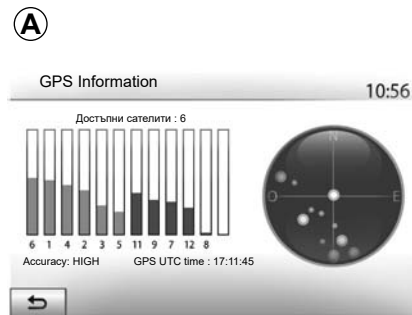 A
GPS Information
10:56
Достъпни сателити : 6
N
O E
6 1 4 2 3 5 11 9 7 12 8
Accuracy: HIGH GPS UTC time : 17:11:45